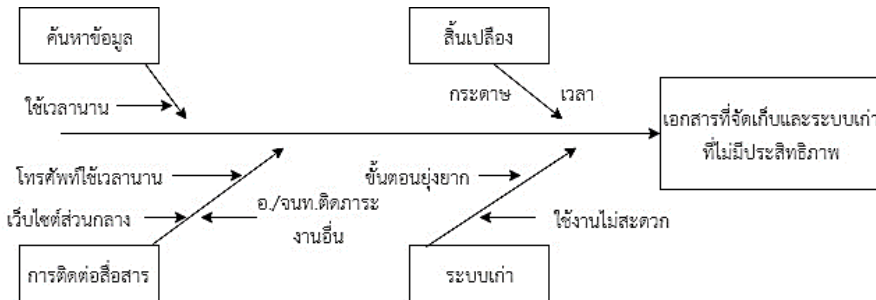 ค้นหาข้อมูล
สิ้นเปลือง
ใช้เวลานาน
กระดาษ
เวลา
เอกสารที่จัดเก็บและระบบเก่า
ที่ไม่มีประสิทธิภาพ
โทรศัพท์ใช้เวลานาน
ขั้นตอนยุ่งยาก
เว็บไซต์ส่วนกลาง
อ./จนท.ติดภาระ
งานอื่น
ใช้งานไม่สะดวก
การติดต่อสื่อสาร
ระบบเก่า